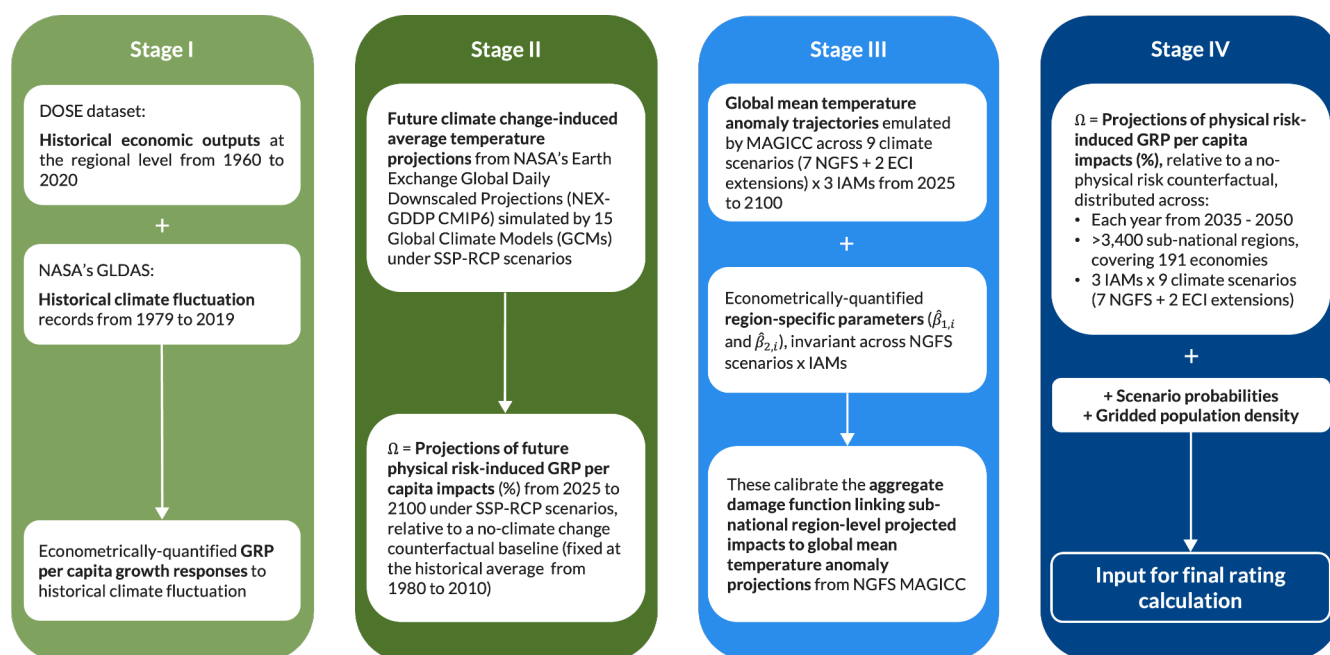 Stage I
DOSE dataset:
Historical economic outputs at
the regional level from 1960 to
2020
+
NASA's GLDAS:
Historical climate fluctuation
records from 1979 to 2019
Econometrically-quantified GRP
per capita growth responses to
historical climate fluctuation
Stage II
Future climate change-induced
average temperature
projections from NASA's Earth
Exchange Global Daily
Downscaled Projections (NEX-
GDDP CMIP6) simulated by 15
Global Climate Models (GCMs)
under SSP-RCP scenarios
Ω = Projections of future
physical risk-induced GRP per
capita impacts (%) from 2025 to
2100 under SSP-RCP scenarios,
relative to a no-climate change
counterfactual baseline (fixed at
the historical average from
1980 to 2010)
Stage III
Global mean temperature
anomaly trajectories emulated
by MAGICC across 9 climate
scenarios (7 NGFS + 2 ECI
extensions) x 3 IAMs from 2025
to 2100
+
Econometrically-quantified
region-specific parameters (β̂1,i
and β̂2,i), invariant across NGFS
scenarios x IAMs
These calibrate the aggregate
damage function linking sub-
national region-level projected
impacts to global mean
temperature anomaly
projections from NGFS MAGICC
Stage IV
Ω = Projections of physical risk-
induced GRP per capita
impacts (%), relative to a no-
physical risk counterfactual,
distributed across:
• Each year from 2035 - 2050
• >3,400 sub-national regions,
covering 191 economies
• 3 IAMs x 9 climate scenarios
(7 NGFS + 2 ECI extensions)
+
+ Scenario probabilities
+ Gridded population density
Input for final rating
calculation